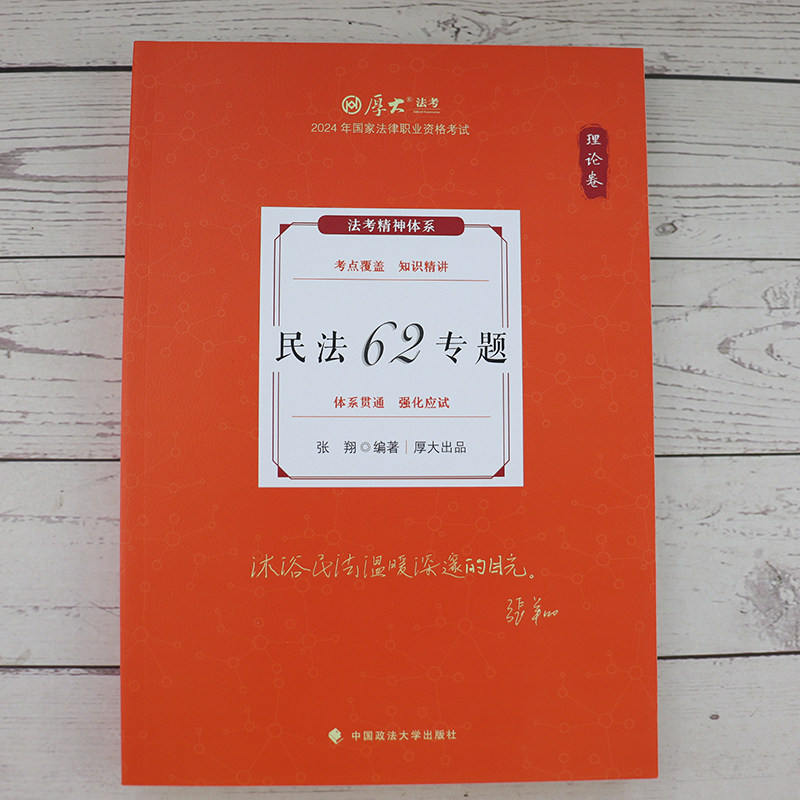 厚大®法考
2024年国家法律职业资格考试
理论卷
法考精神体系
考点覆盖 知识精讲
民法62专题
体系贯通 强化应试
张 翔◎编著|厚大出品
沐浴民法温暖深邃的目光。
张翔
中国政法大学出版社